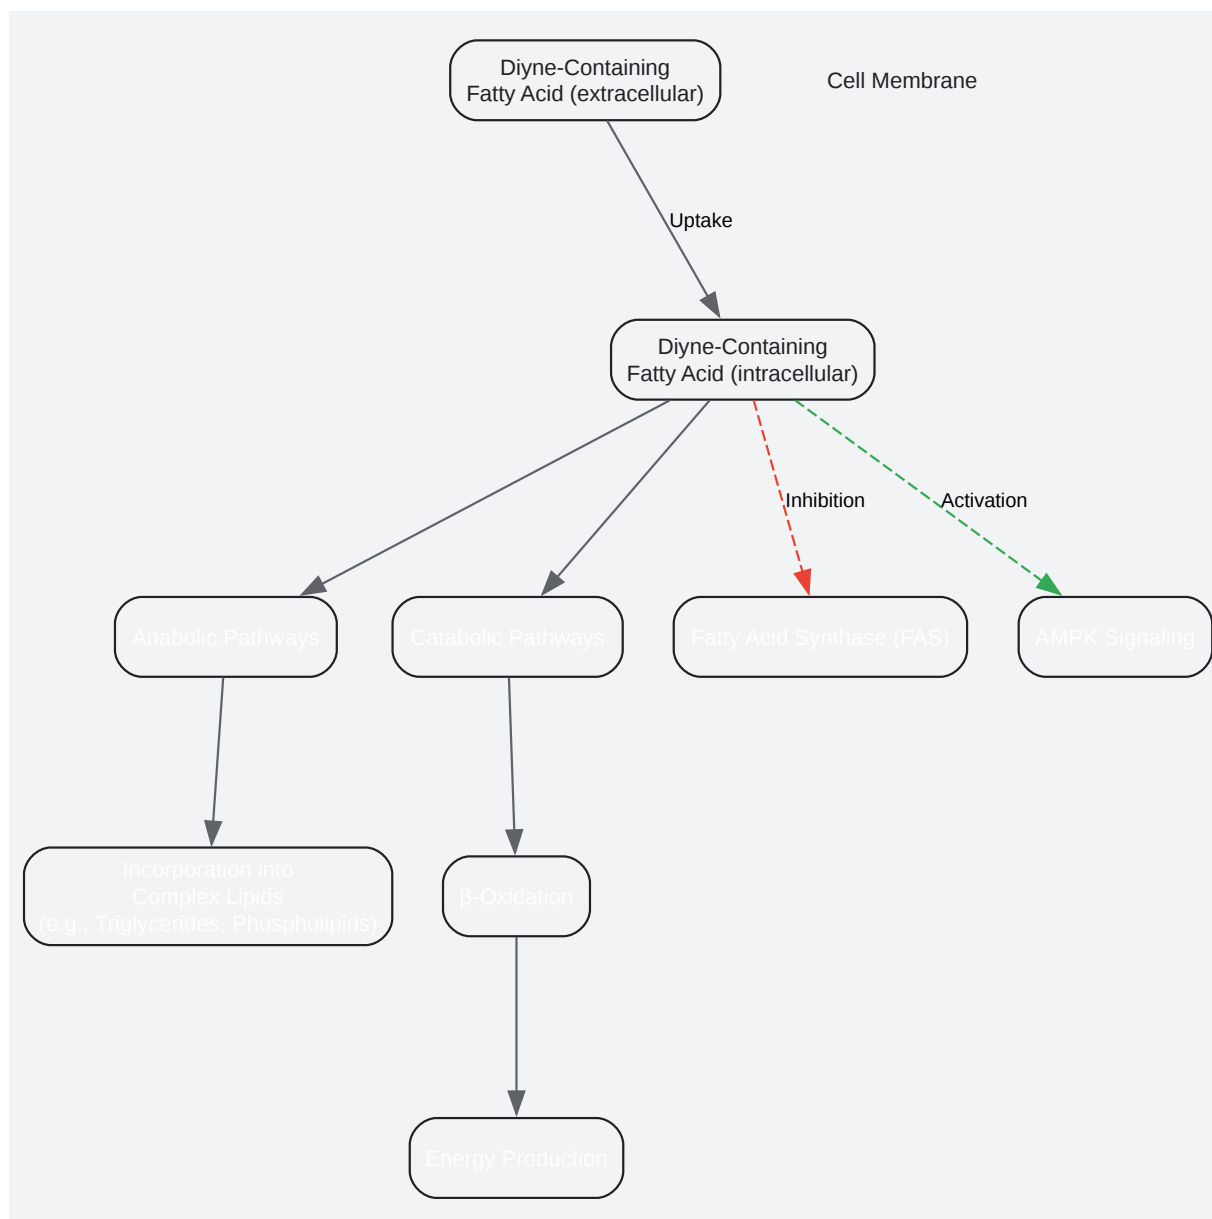 Diyne-Containing
Fatty Acid (extracellular)
Cell Membrane
Uptake
Diyne-Containing
Fatty Acid (intracellular)
Inhibition
Activation
Anabolic Pathways
Catabolic Pathways
Fatty Acid Synthase (FAS)
AMPK Signaling
Incorporation into
Complex Lipids
(e.g., Triglycerides, Phospholipids)
β-Oxidation
Energy Production